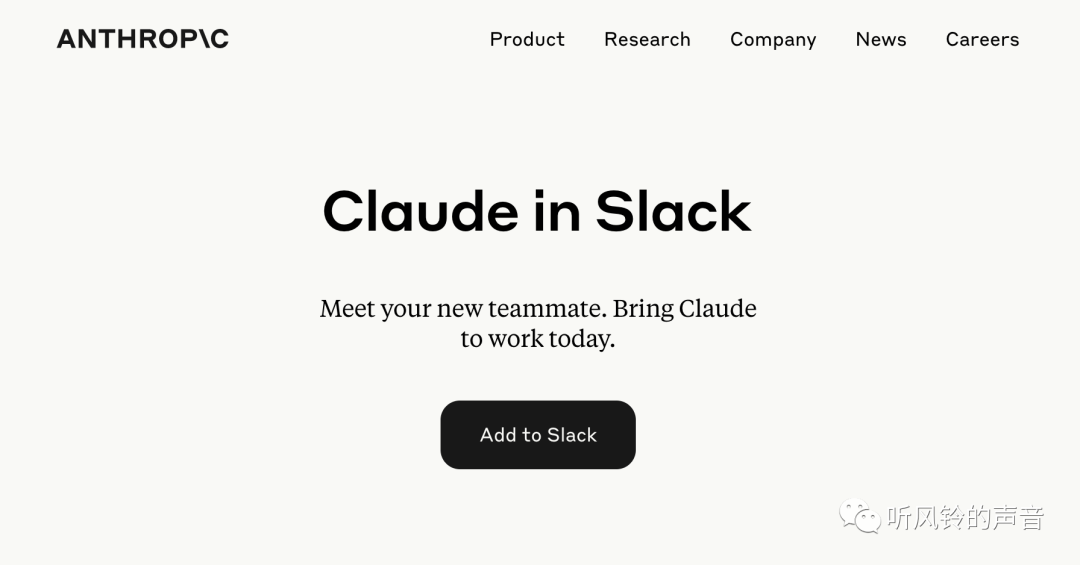 ANTHROP\C
Product Research Company News Careers
Claude in Slack
Meet your new teammate. Bring Claude
to work today.
Add to Slack
听风铃的声音